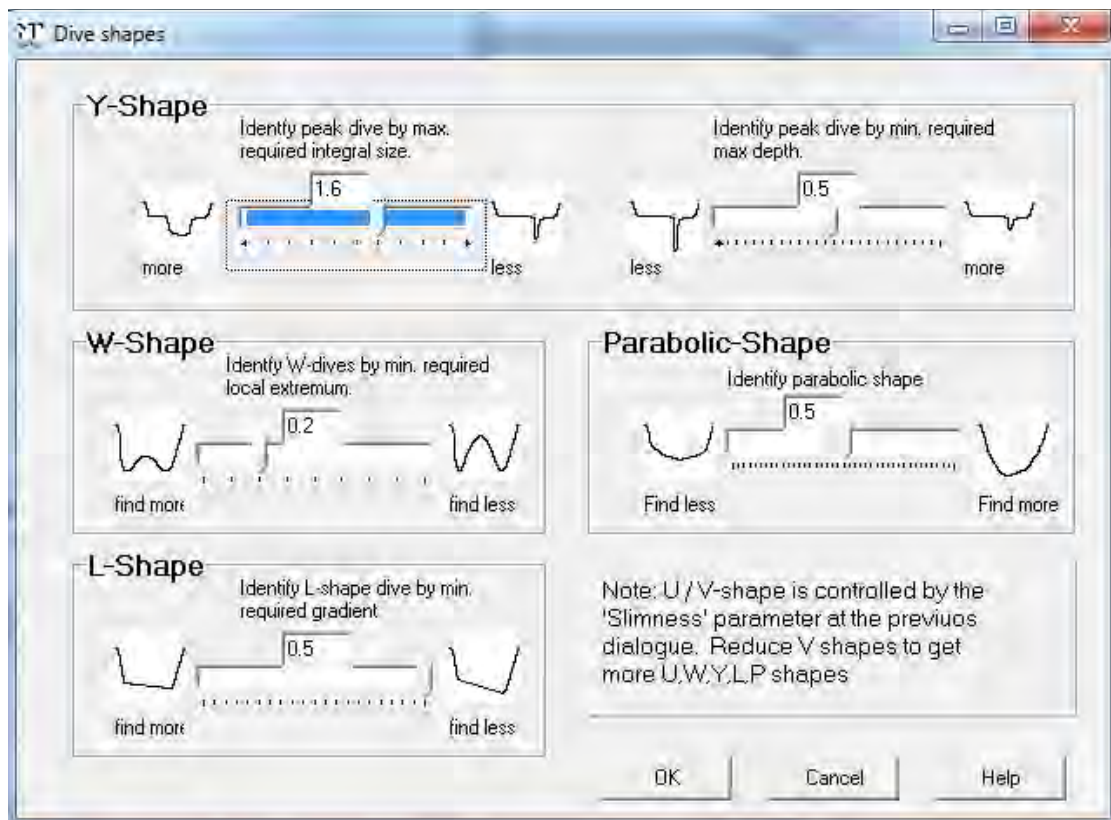 Dive shapes
Y-Shape
Identify peak dive by max.
required integral size.
1.6
more
less
Identify peak dive by min. required
max depth.
0.5
less
more
W-Shape
Identify W-dives by min. required
local extremum.
0.2
find more
find less
Parabolic-Shape
Identify parabolic shape
0.5
Find less
Find more
L-Shape
Identify L-shape dive by min.
required gradient
0.5
find more
find less
Note: U / V-shape is controlled by the
'Slimness' parameter at the previuos
dialogue. Reduce V shapes to get
more U,W,Y,L,P shapes
OK
Cancel
Help